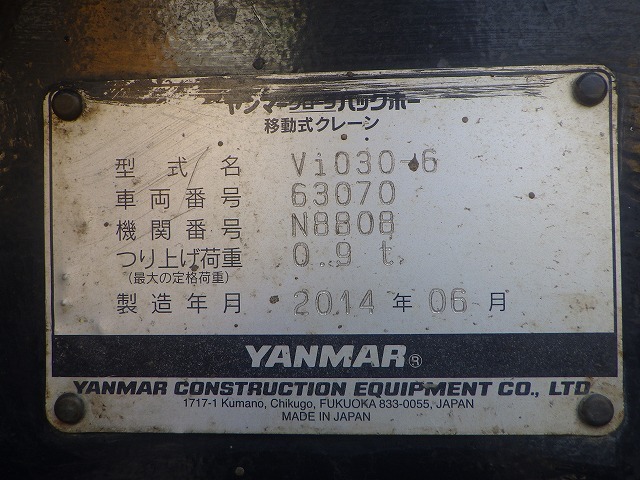 ヤンマークローラバックホー
移動式クレーン
型式名 ViO30-6
車両番号 63070
機関番号 N8808
つり上げ荷重 0.9 t
(最大の定格荷重)
製造年月 2014 年 06 月
YANMAR®
YANMAR CONSTRUCTION EQUIPMENT CO., LTD.
1717-1 Kumano, Chikugo, FUKUOKA 833-0055, JAPAN
MADE IN JAPAN